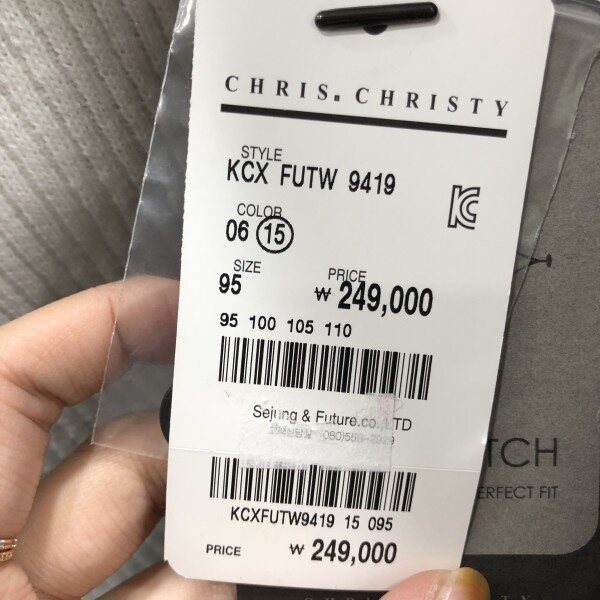 CHRIS. CHRISTY
STYLE
KCX FUTW 9419
COLOR
06 15
SIZE
95
PRICE
₩ 249,000
95 100 105 110
Sejung & Future.co.,LTD
KCXFUTW9419 15 095
PRICE ₩ 249,000
TCH
ERFECT FIT